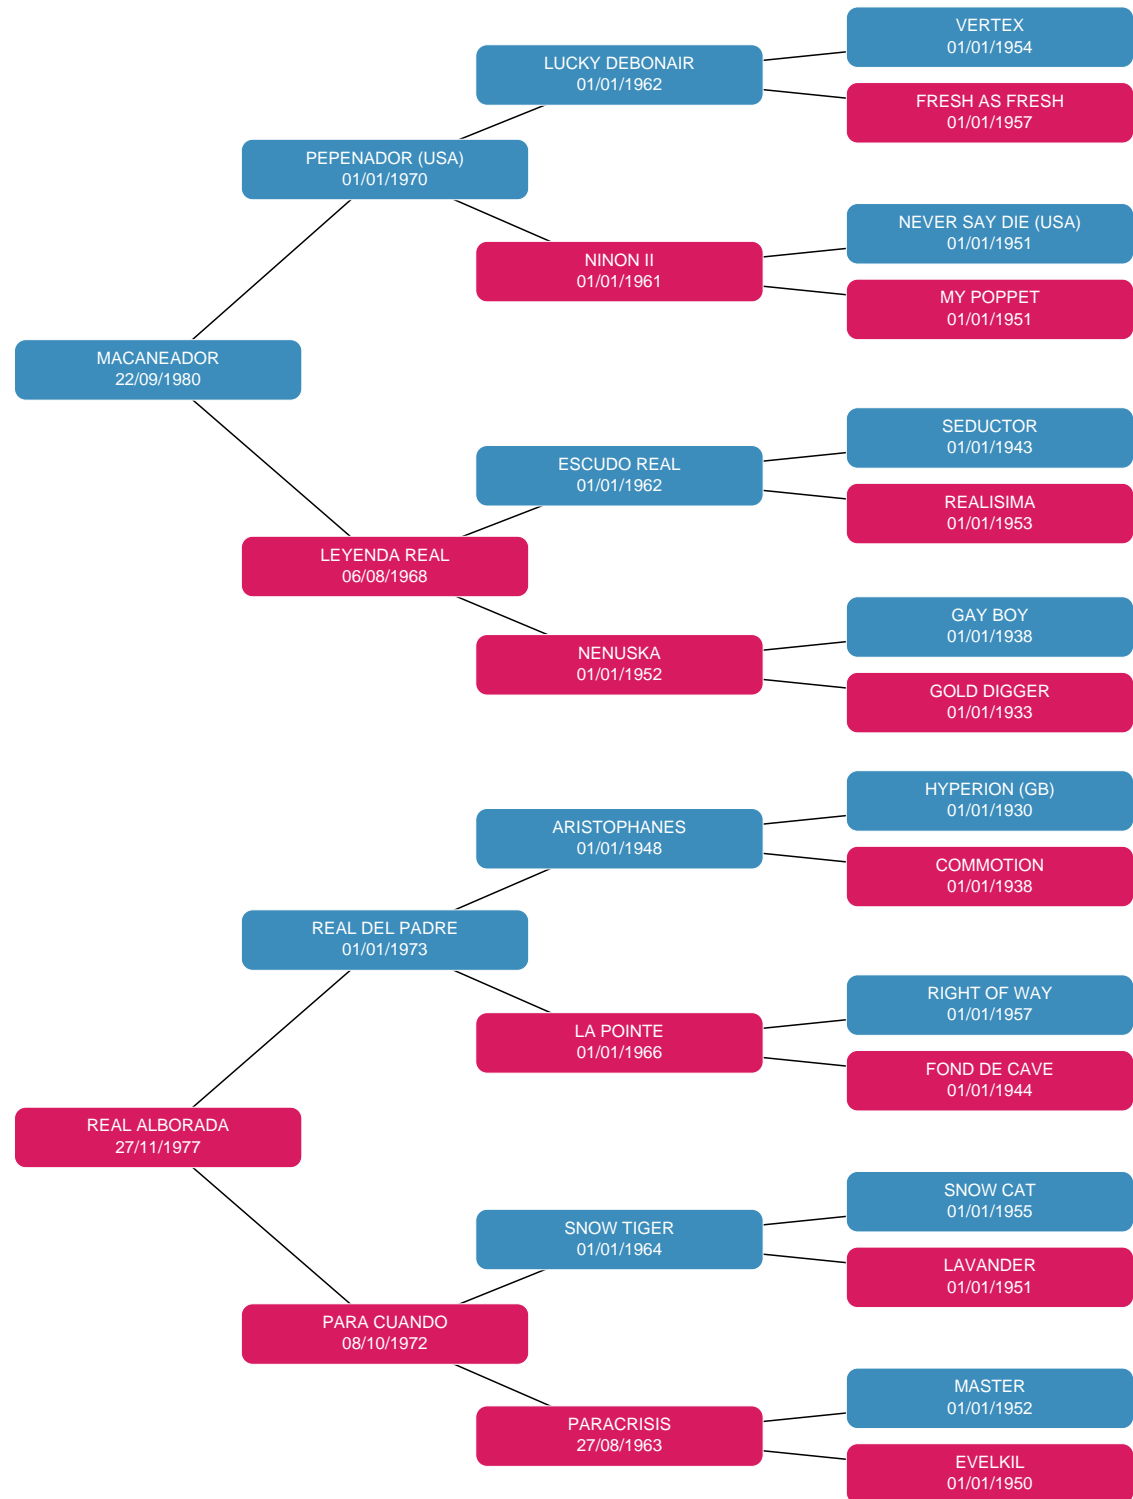 VERTEX
01/01/1954
LUCKY DEBONAIR
01/01/1962
FRESH AS FRESH
01/01/1957
PEPENADOR (USA)
01/01/1970
NEVER SAY DIE (USA)
01/01/1951
NINON II
01/01/1961
MY POPPET
01/01/1951
MACANEADOR
22/09/1980
SEDUCTOR
01/01/1943
ESCUDO REAL
01/01/1962
REALISIMA
01/01/1953
LEYENDA REAL
06/08/1968
GAY BOY
01/01/1938
NENUSKA
01/01/1952
GOLD DIGGER
01/01/1933
HYPERION (GB)
01/01/1930
ARISTOPHANES
01/01/1948
COMMOTION
01/01/1938
REAL DEL PADRE
01/01/1973
RIGHT OF WAY
01/01/1957
LA POINTE
01/01/1966
FOND DE CAVE
01/01/1944
REAL ALBORADA
27/11/1977
SNOW CAT
01/01/1955
SNOW TIGER
01/01/1964
LAVANDER
01/01/1951
PARA CUANDO
08/10/1972
MASTER
01/01/1952
PARACRISIS
27/08/1963
EVELKIL
01/01/1950